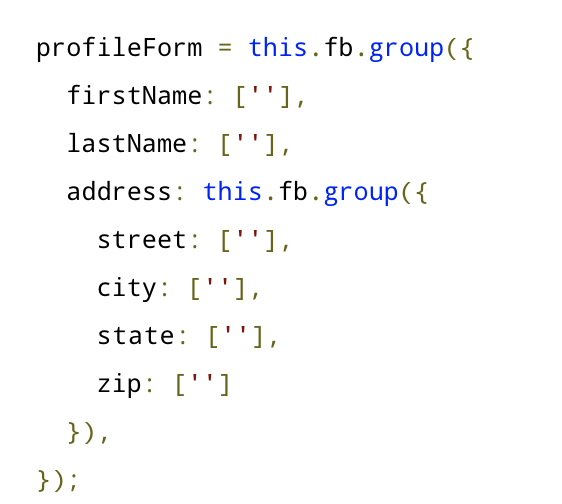 profileForm = this.fb.group({
  firstName: [''],
  lastName: [''],
  address: this.fb.group({
    street: [''],
    city: [''],
    state: [''],
    zip: ['']
  }),
});